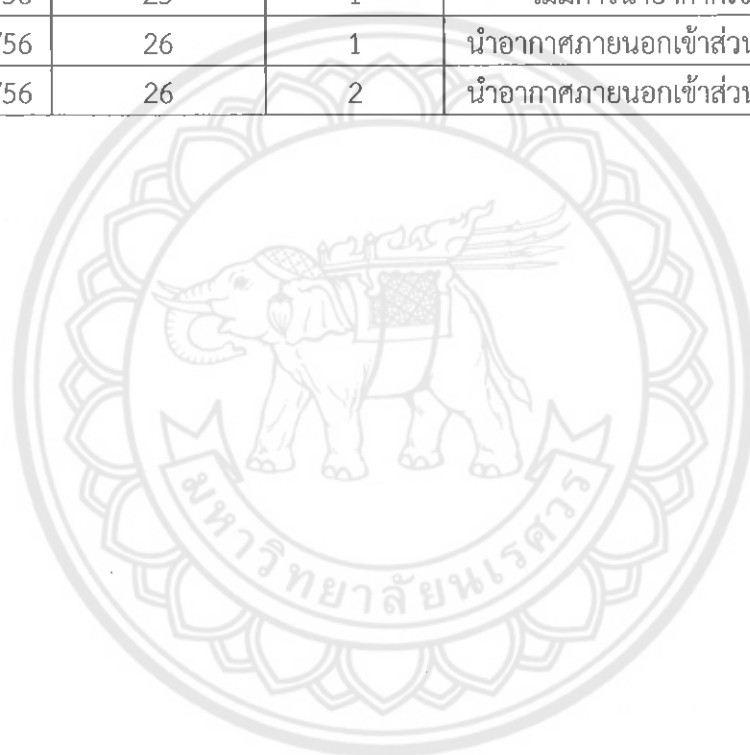 756 26 1 นำอากาศภายนอกเข้าส่วน
756 26 2 นำอากาศภายนอกเข้าส่วน
มหาวิทยาลัยนเรศวร